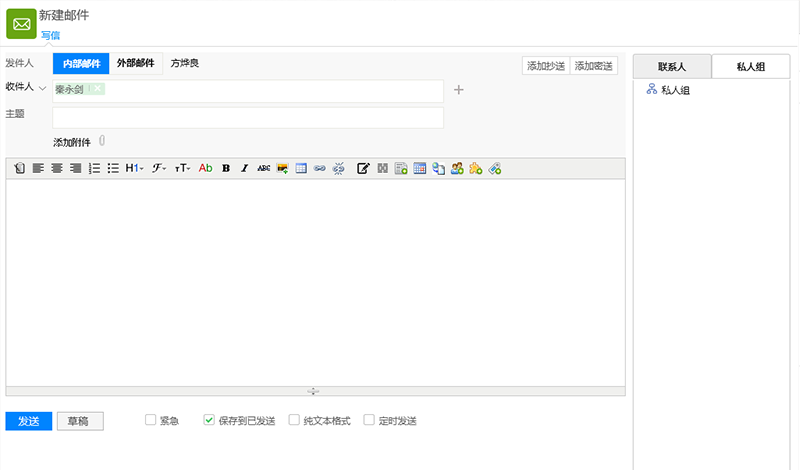 新建邮件
写信
发件人 内部邮件 外部邮件 方烨良 添加抄送 添加密送
收件人 秦永剑
主题
添加附件
H1 F TT Ab B I ABC
发送 草稿 紧急 保存到已发送 纯文本格式 定时发送
联系人 私人组
私人组